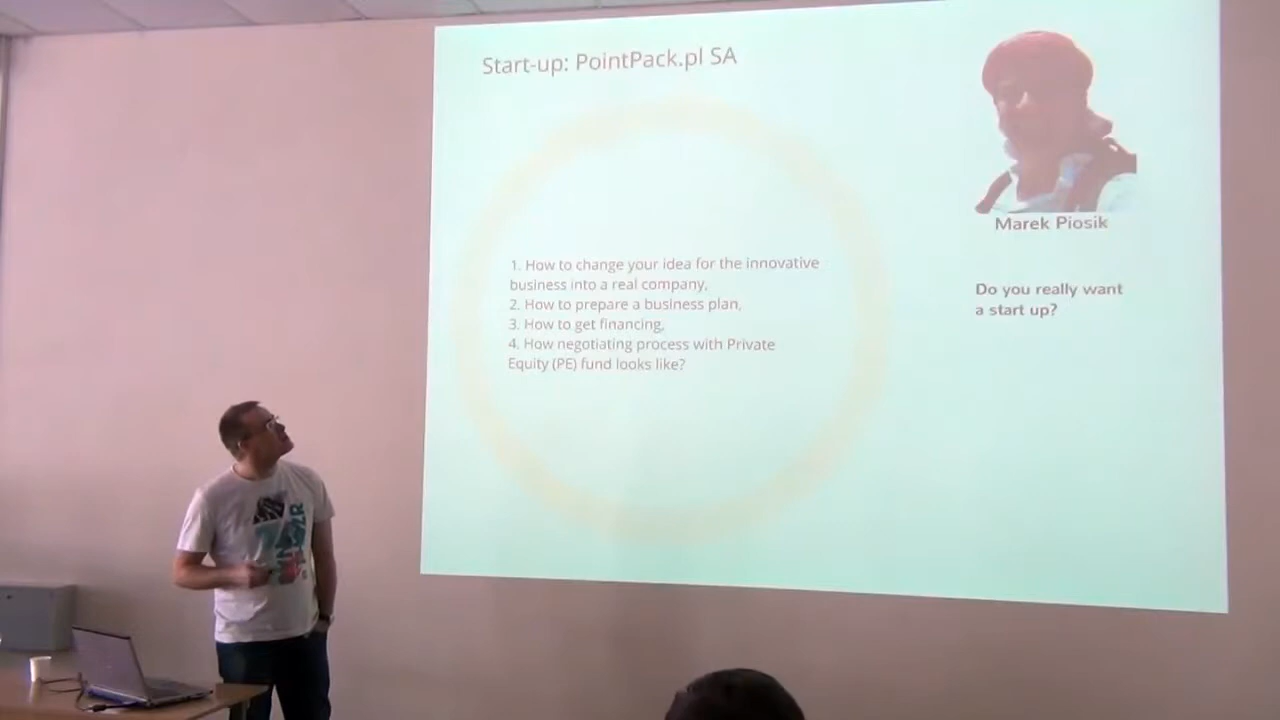 Start-up: PointPack.pl SA
1. How to change your idea for the innovative
business into a real company,
2. How to prepare a business plan,
3. How to get financing,
4. How negotiating process with Private
Equity (PE) fund looks like?
Marek Piosik
Do you really want
a start up?